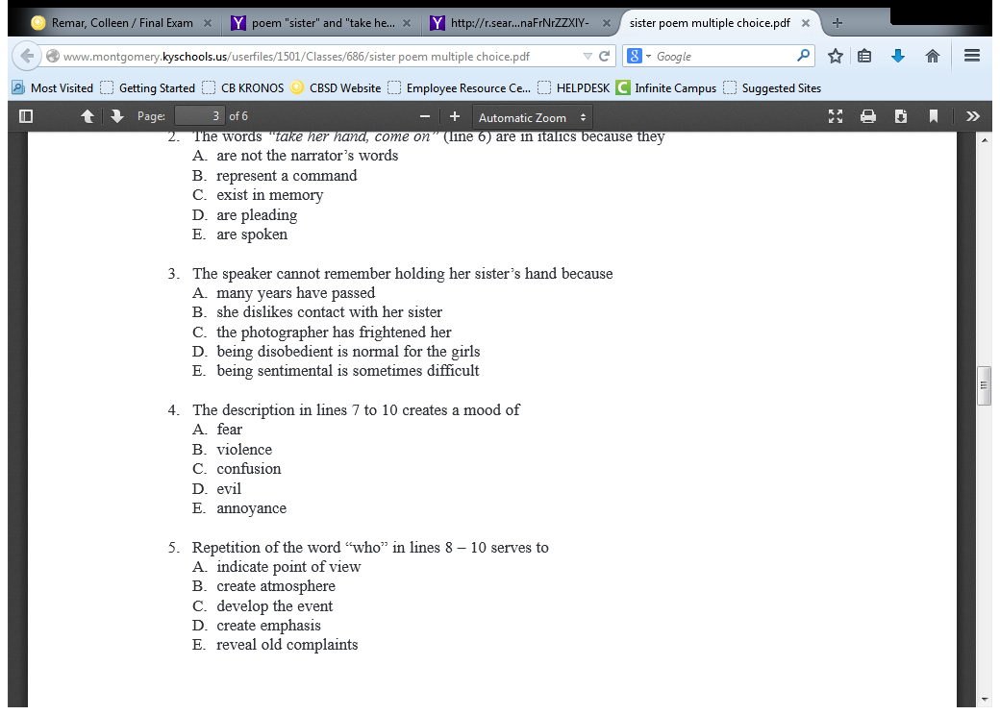 Remar, Colleen / Final Exam × Y poem "sister" and "take he... × Y http://r.sear...naFrNrZZXIY- × sister poem multiple choice.pdf × +
www.montgomery.kyschools.us/userfiles/1501/Classes/686/sister poem multiple choice.pdf 8 Google
Most Visited Getting Started CB KRONOS CBSD Website Employee Resource Ce... HELPDESK C Infinite Campus Suggested Sites
Page: 3 of 6 − + Automatic Zoom »
2. The words "take her hand, come on" (line 6) are in italics because they
A. are not the narrator's words
B. represent a command
C. exist in memory
D. are pleading
E. are spoken
3. The speaker cannot remember holding her sister's hand because
A. many years have passed
B. she dislikes contact with her sister
C. the photographer has frightened her
D. being disobedient is normal for the girls
E. being sentimental is sometimes difficult
4. The description in lines 7 to 10 creates a mood of
A. fear
B. violence
C. confusion
D. evil
E. annoyance
5. Repetition of the word "who" in lines 8 – 10 serves to
A. indicate point of view
B. create atmosphere
C. develop the event
D. create emphasis
E. reveal old complaints